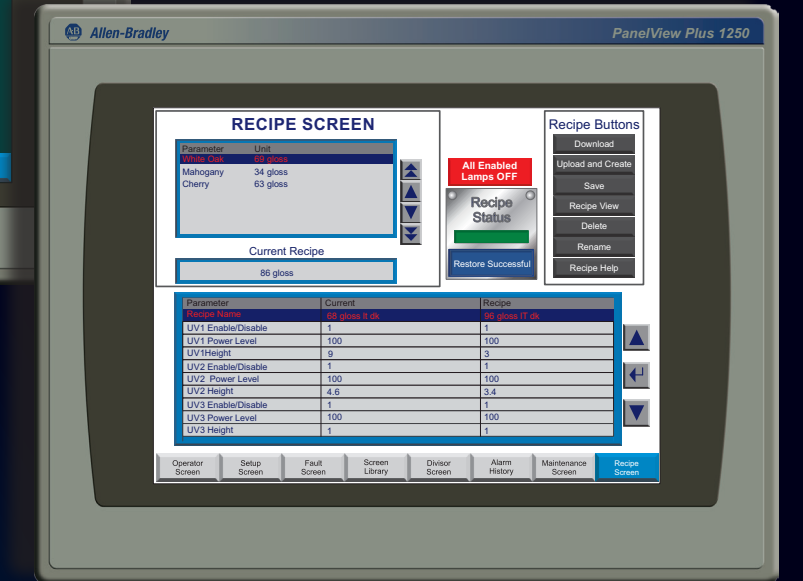 AB Allen-Bradley
PanelView Plus 1250
RECIPE SCREEN
Parameter Unit
White Oak 69 gloss
Mahogany 34 gloss
Cherry 63 gloss
Current Recipe
86 gloss
All Enabled
Lamps OFF
Recipe
Status
Restore Successful
Recipe Buttons
Download
Upload and Create
Save
Recipe View
Delete
Rename
Recipe Help
Parameter Current Recipe
Recipe Name 68 gloss lt dk 96 gloss lT dk
UV1 Enable/Disable 1 1
UV1 Power Level 100 100
UV1Height 9 3
UV2 Enable/Disable 1 1
UV2 Power Level 100 100
UV2 Height 4.6 3.4
UV3 Enable/Disable 1 1
UV3 Power Level 100 100
UV3 Height 1 1
Operator
Screen
Setup
Screen
Fault
Screen
Screen
Library
Divisor
Screen
Alarm
History
Maintenance
Screen
Recipe
Screen